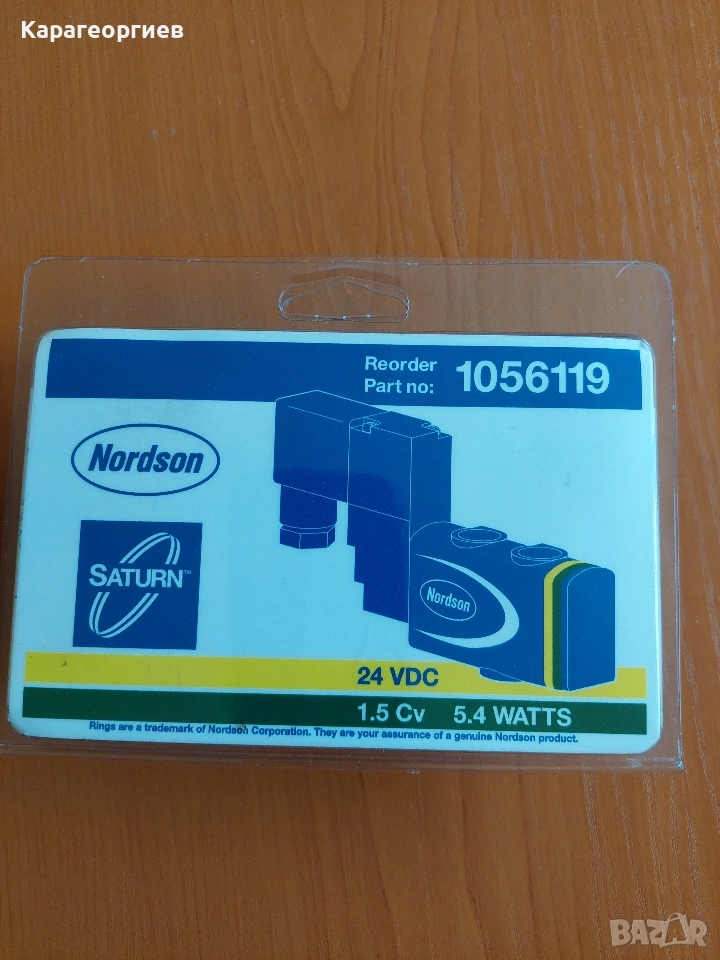 Карагеоргиев
Reorder
Part no: 1056119
Nordson
SATURN™
Nordson
24 VDC
1.5 Cv 5.4 WATTS
Rings are a trademark of Nordson Corporation. They are your assurance of a genuine Nordson product.
BAZAR